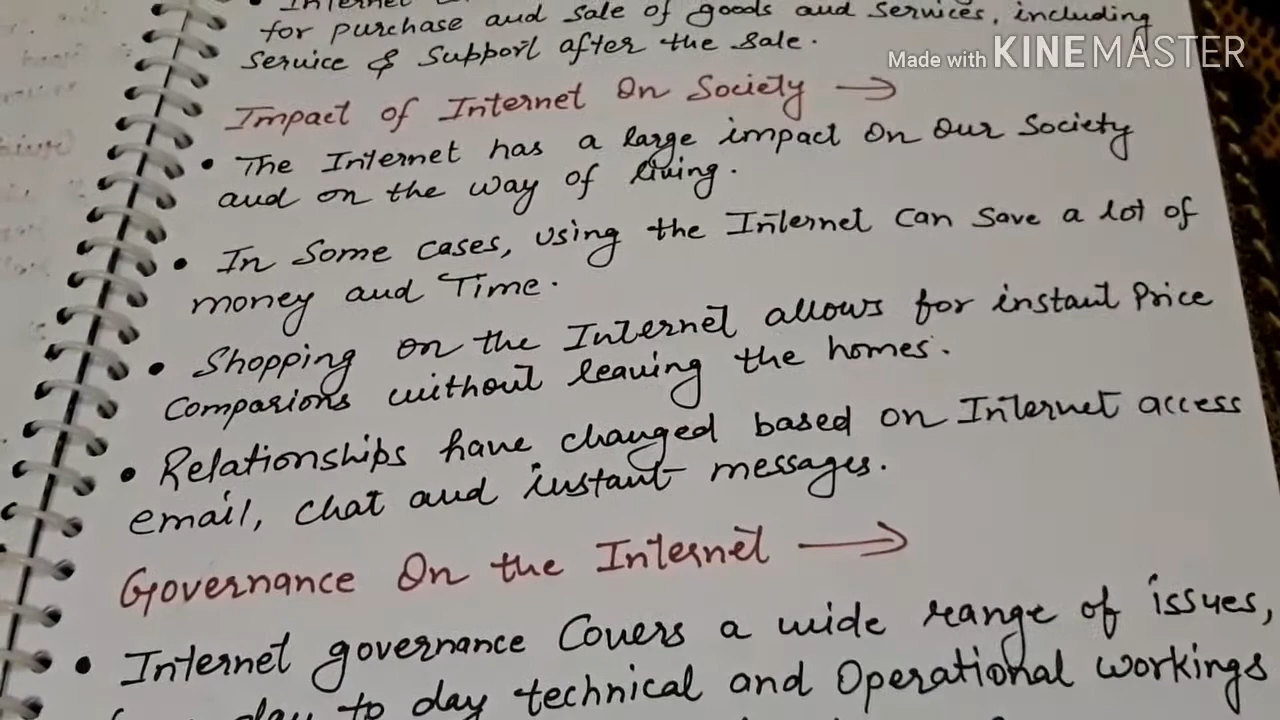 • Internet
for purchase and sale of goods and services, including
Service & Support after the sale.
Made with KINEMASTER
Impact of Internet On Society →
• The Internet has a large impact on our Society
and on the way of living.
• In Some cases, using the Internet can save a lot of
money and Time.
• Shopping on the Internet allows for instant Price
Comparions without leaving the homes.
• Relationships have changed based on Internet access
email, chat and instant messages.
Governance On the Internet →
• Internet governance Covers a wide range of issues,
day to day technical and Operational workings